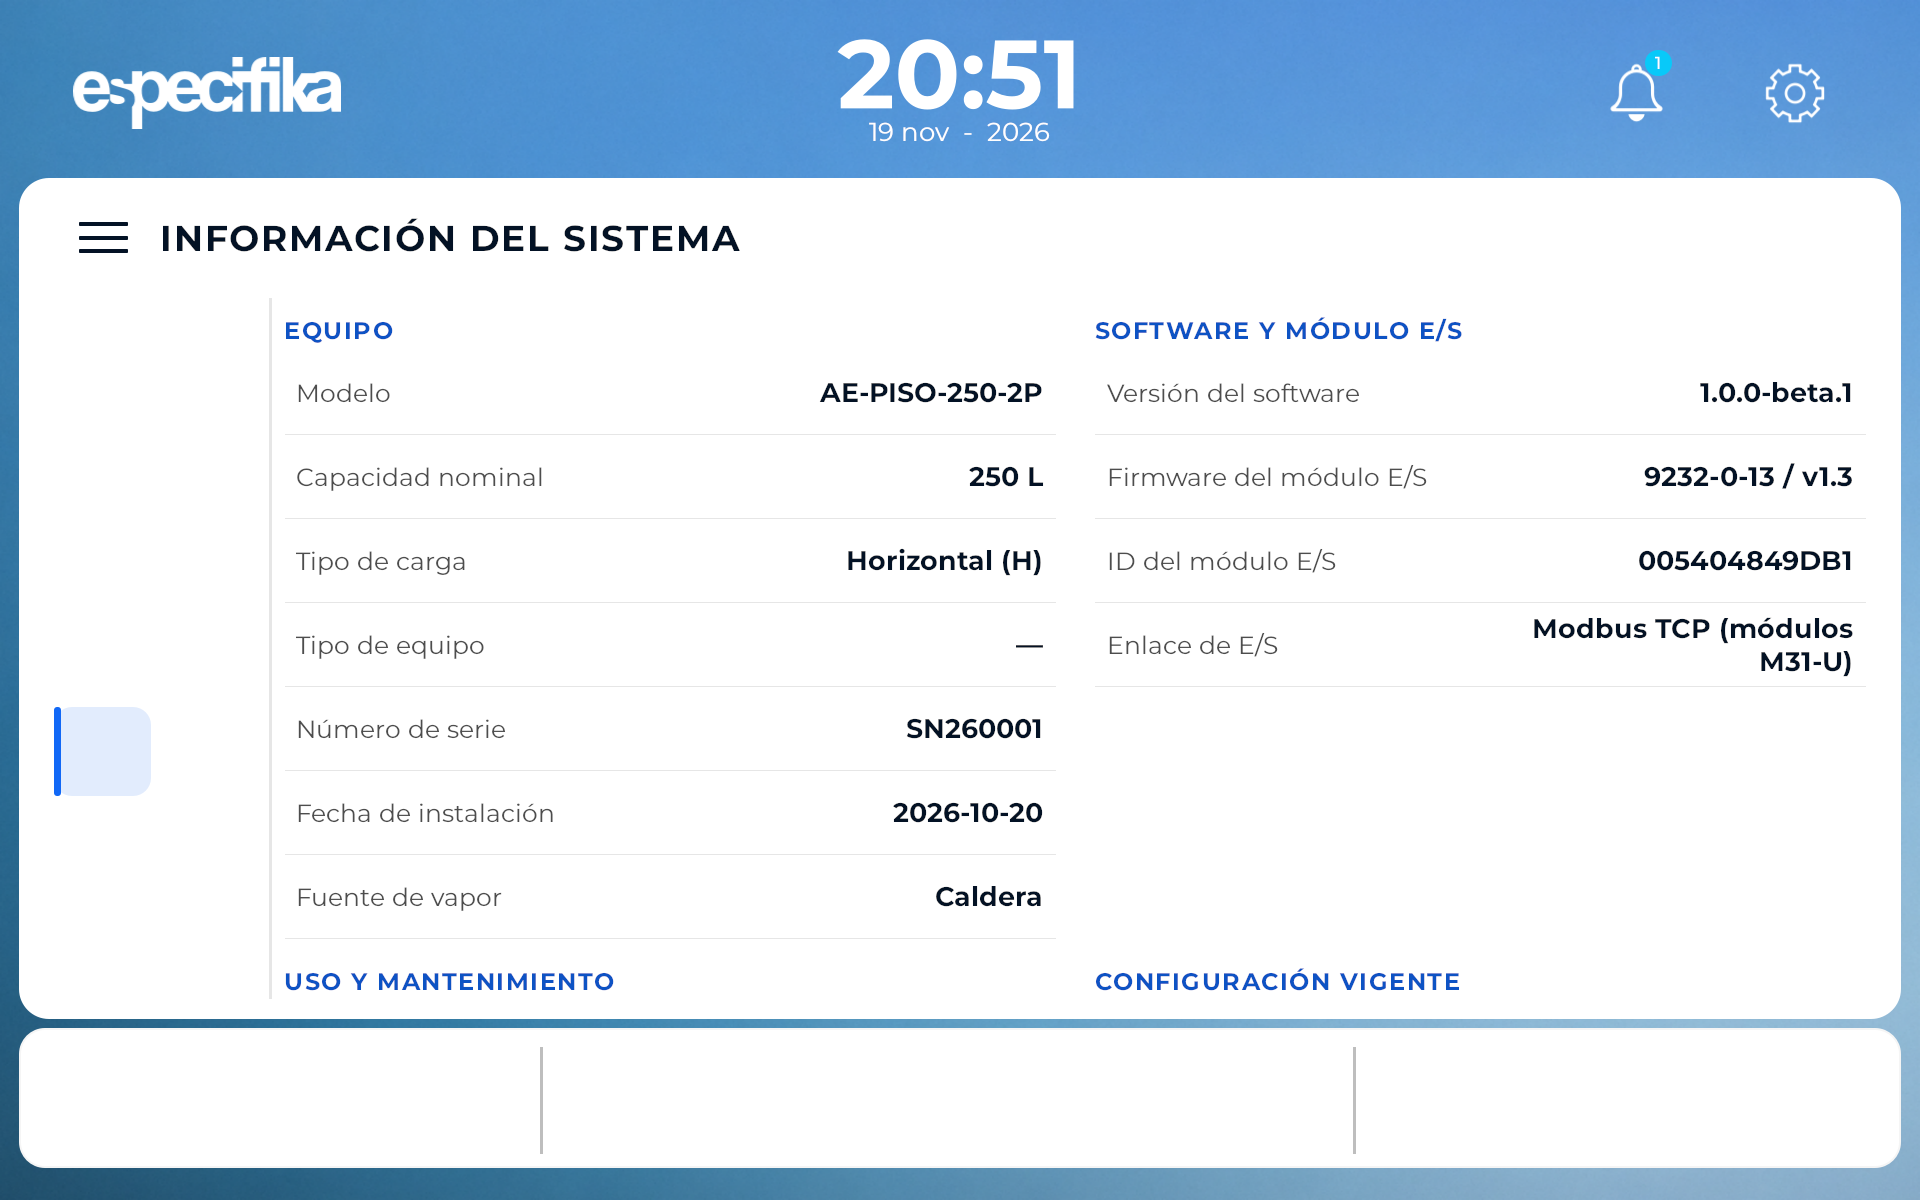 especifika
20:51
19 nov - 2026
1
INFORMACIÓN DEL SISTEMA
EQUIPO
Modelo AE-PISO-250-2P
Capacidad nominal 250 L
Tipo de carga Horizontal (H)
Tipo de equipo —
Número de serie SN260001
Fecha de instalación 2026-10-20
Fuente de vapor Caldera
USO Y MANTENIMIENTO
SOFTWARE Y MÓDULO E/S
Versión del software 1.0.0-beta.1
Firmware del módulo E/S 9232-0-13 / v1.3
ID del módulo E/S 005404849DB1
Enlace de E/S Modbus TCP (módulos
M31-U)
CONFIGURACIÓN VIGENTE